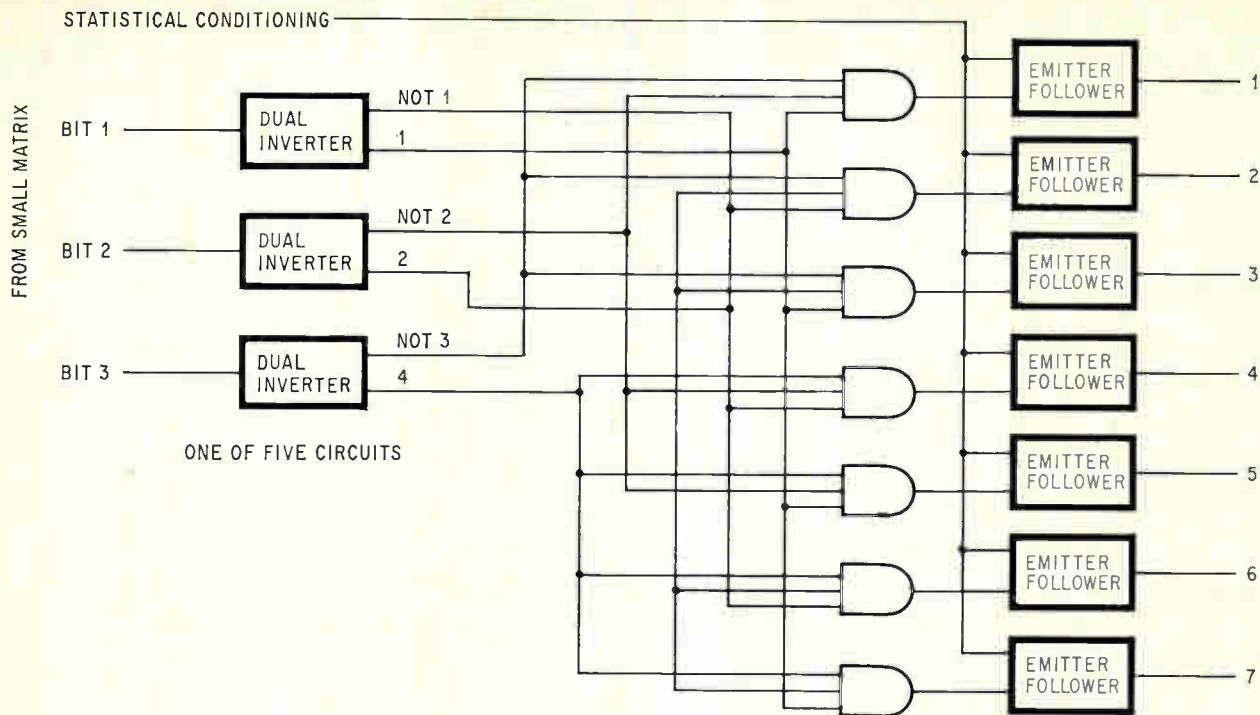 STATISTICAL CONDITIONING
FROM SMALL MATRIX
BIT 1
DUAL
INVERTER
NOT 1
1
BIT 2
DUAL
INVERTER
NOT 2
2
BIT 3
DUAL
INVERTER
NOT 3
4
ONE OF FIVE CIRCUITS
EMITTER
FOLLOWER
1
EMITTER
FOLLOWER
2
EMITTER
FOLLOWER
3
EMITTER
FOLLOWER
4
EMITTER
FOLLOWER
5
EMITTER
FOLLOWER
6
EMITTER
FOLLOWER
7